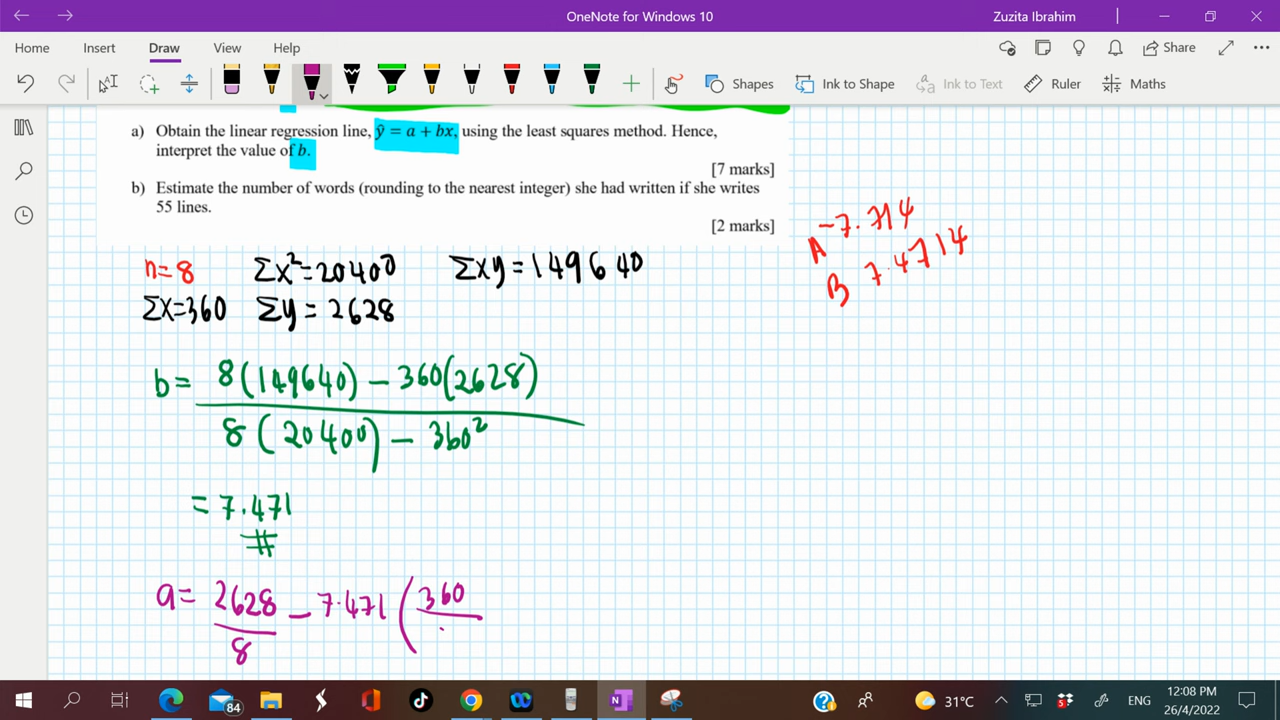 OneNote for Windows 10
Zuzita Ibrahim
Home Insert Draw View Help
Share
Shapes Ink to Shape Ink to Text Ruler Maths
a) Obtain the linear regression line, ŷ = a + bx, using the least squares method. Hence,
interpret the value of b.
[7 marks]
b) Estimate the number of words (rounding to the nearest integer) she had written if she writes
55 lines.
[2 marks]
A -7.714
B 7.4714
n=8 Σx²=20400 Σxy=149640
Σx=360 Σy=2628
b= 8(149640) - 360(2628)
8(20400) - 360²
= 7.471
#
a= 2628 - 7.471 (360
8
84
31°C
ENG
12:08 PM
26/4/2022